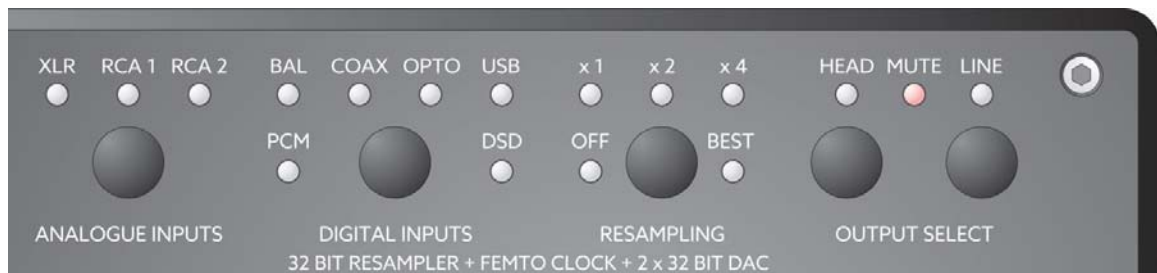 XLR RCA 1 RCA 2 BAL COAX OPTO USB x 1 x 2 x 4 HEAD MUTE LINE
PCM DSD OFF BEST
ANALOGUE INPUTS DIGITAL INPUTS RESAMPLING OUTPUT SELECT
32 BIT RESAMPLER + FEMTO CLOCK + 2 x 32 BIT DAC